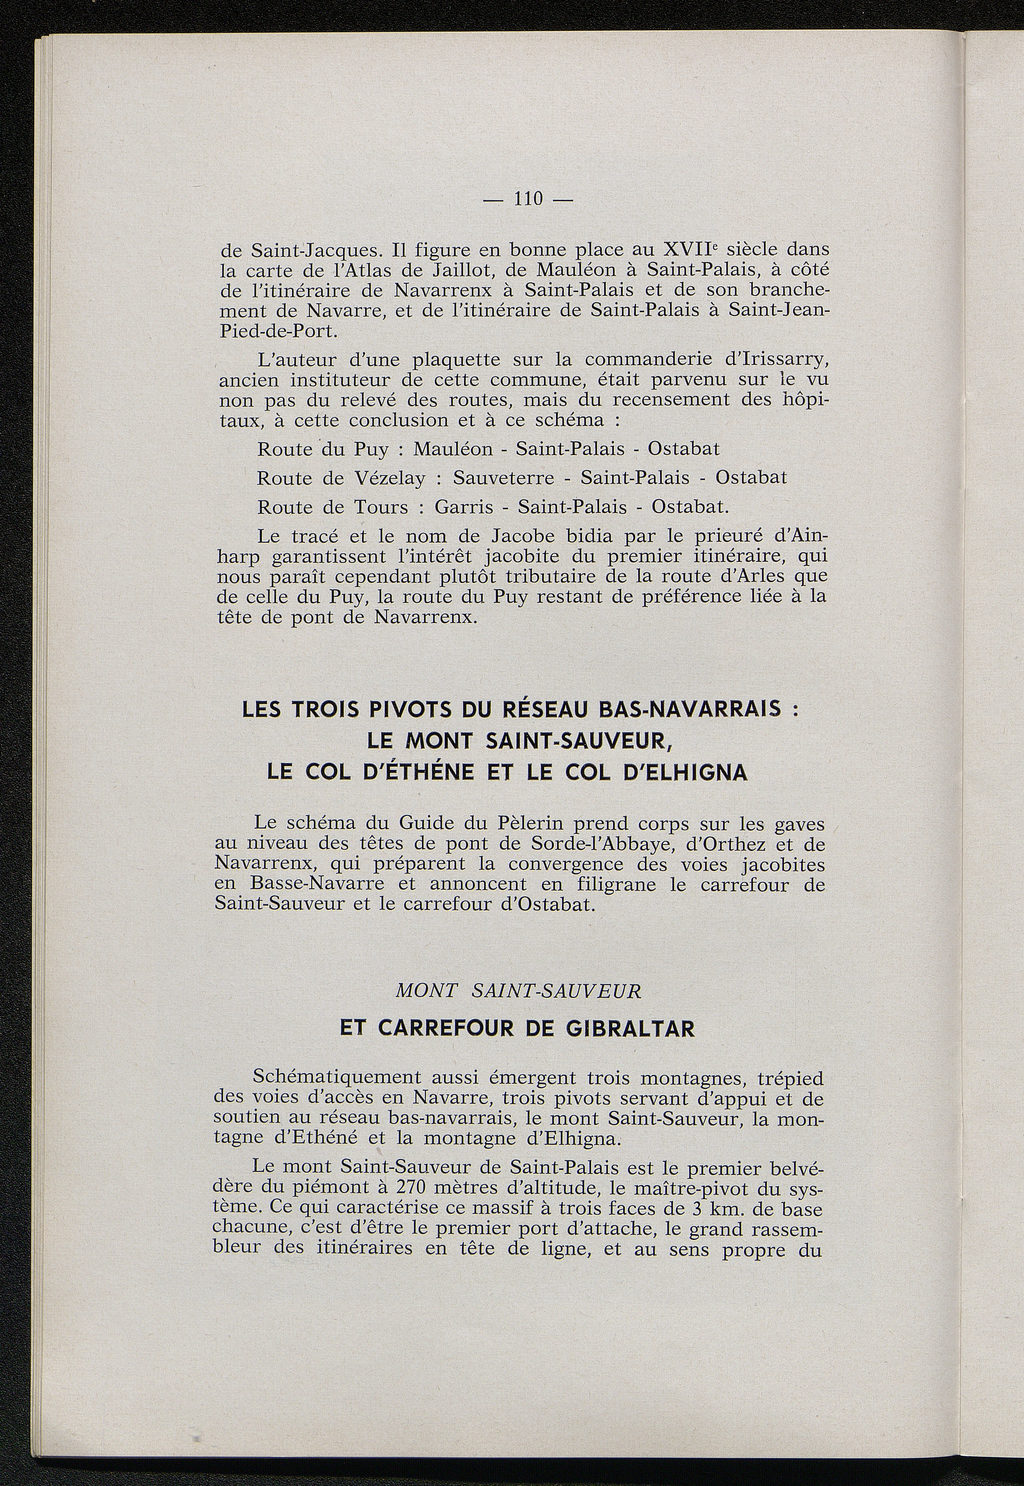 — 110 —
de Saint-Jacques. Il figure en bonne place au XVIIe siècle dans
la carte de l'Atlas de Jaillot, de Mauléon à Saint-Palais, à côté
de l'itinéraire de Navarrenx à Saint-Palais et de son branche-
ment de Navarre, et de l'itinéraire de Saint-Palais à Saint-Jean-
Pied-de-Port.
L'auteur d'une plaquette sur la commanderie d'Irissarry,
ancien instituteur de cette commune, était parvenu sur le vu
non pas du relevé des routes, mais du recensement des hôpi-
taux, à cette conclusion et à ce schéma :
Route du Puy : Mauléon - Saint-Palais - Ostabat
Route de Vézelay : Sauveterre - Saint-Palais - Ostabat
Route de Tours : Garris - Saint-Palais - Ostabat.
Le tracé et le nom de Jacobe bidia par le prieuré d'Ain-
harp garantissent l'intérêt jacobite du premier itinéraire, qui
nous paraît cependant plutôt tributaire de la route d'Arles que
de celle du Puy, la route du Puy restant de préférence liée à la
tête de pont de Navarrenx.
LES TROIS PIVOTS DU RÉSEAU BAS-NAVARRAIS :
LE MONT SAINT-SAUVEUR,
LE COL D'ÉTHÉNE ET LE COL D'ELHIGNA
Le schéma du Guide du Pèlerin prend corps sur les gaves
au niveau des têtes de pont de Sorde-l'Abbaye, d'Orthez et de
Navarrenx, qui préparent la convergence des voies jacobites
en Basse-Navarre et annoncent en filigrane le carrefour de
Saint-Sauveur et le carrefour d'Ostabat.
MONT SAINT-SAUVEUR
ET CARREFOUR DE GIBRALTAR
Schématiquement aussi émergent trois montagnes, trépied
des voies d'accès en Navarre, trois pivots servant d'appui et de
soutien au réseau bas-navarrais, le mont Saint-Sauveur, la mon-
tagne d'Ethéné et la montagne d'Elhigna.
Le mont Saint-Sauveur de Saint-Palais est le premier belvé-
dère du piémont à 270 mètres d'altitude, le maître-pivot du sys-
tème. Ce qui caractérise ce massif à trois faces de 3 km. de base
chacune, c'est d'être le premier port d'attache, le grand rassem-
bleur des itinéraires en tête de ligne, et au sens propre du